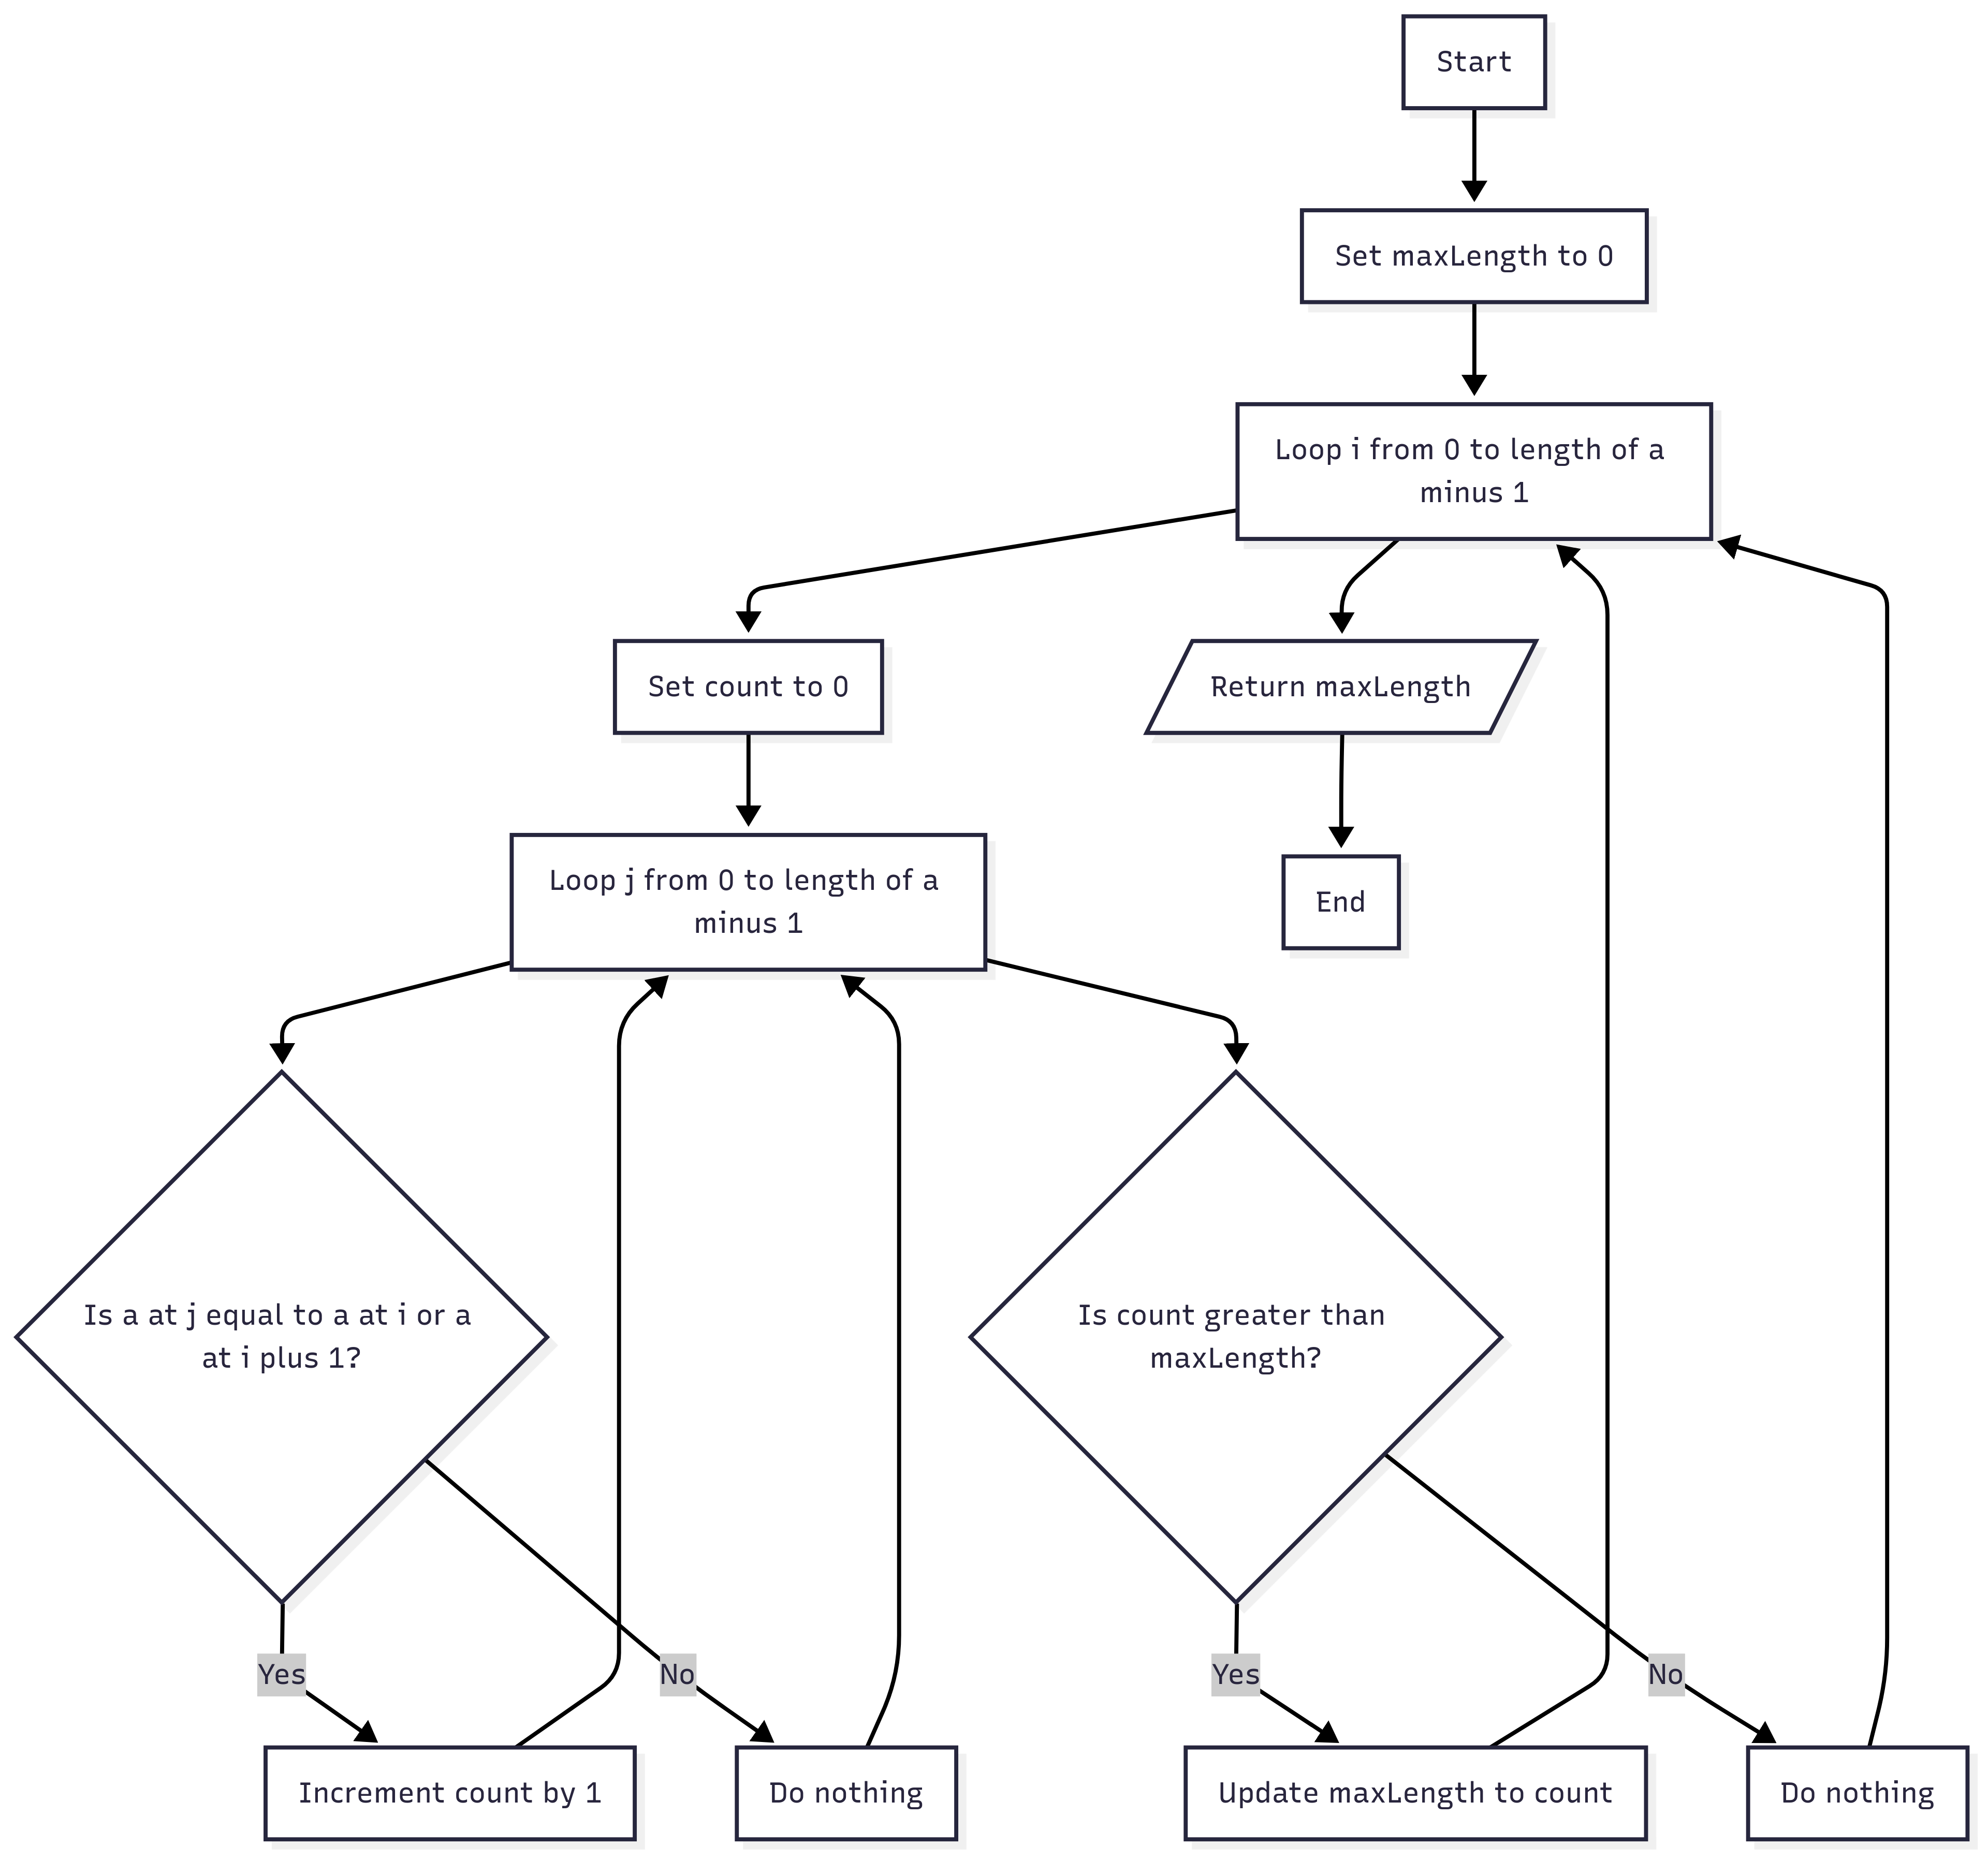 Start
Set maxLength to 0
Loop i from 0 to length of a
minus 1
Set count to 0
Return maxLength
Loop j from 0 to length of a
minus 1
End
Is a at j equal to a at i or a
at i plus 1?
Is count greater than
maxLength?
Yes
No
Yes
No
Increment count by 1
Do nothing
Update maxLength to count
Do nothing